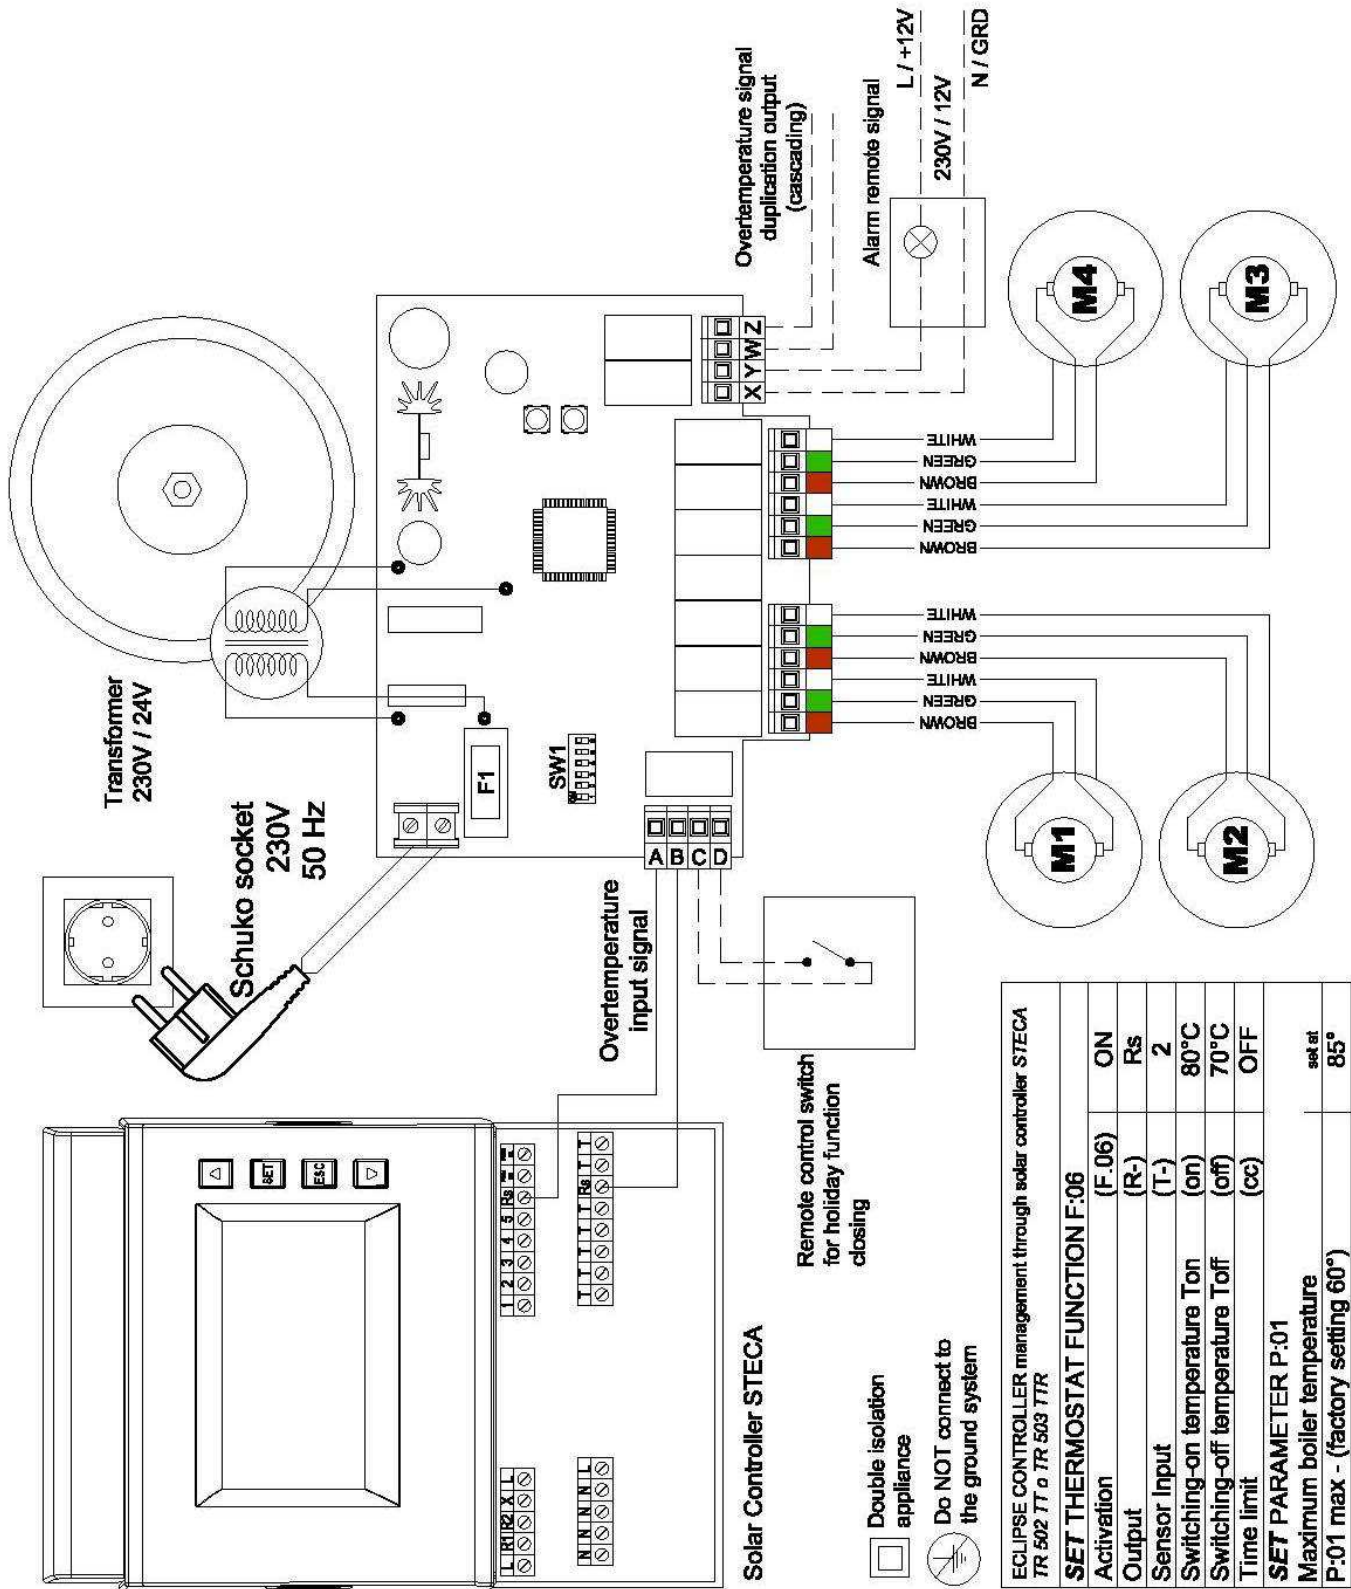 Transformer
230V / 24V
Schuko socket
230V
50 Hz
F1
SW1
A B C D
Overtemperature
input signal
Remote control switch
for holiday function
closing
X Y W Z
Overtemperature signal
duplication output
(cascading)
Alarm remote signal
L / +12V
230V / 12V
N / GRD
BROWN
GREEN
WHITE
BROWN
GREEN
WHITE
BROWN
GREEN
WHITE
BROWN
GREEN
WHITE
M1
M2
M3
M4
SET
ESC
L R1 R2 X L
N N N N L
1 2 3 4 5 Rs
T T T T T Rs T T
Solar Controller STECA
Double isolation
appliance
Do NOT connect to
the ground system
ECLIPSE CONTROLLER management through solar controller STECA
TR 502 TT o TR 503 TTR
SET THERMOSTAT FUNCTION F:06
Activation (F.06) ON
Output (R-) Rs
Sensor Input (T-) 2
Switching-on temperature Ton (on) 80°C
Switching-off temperature Toff (off) 70°C
Time limit (cc) OFF
SET PARAMETER P:01
Maximum boiler temperature set at
P:01 max - (factory setting 60°) 85°